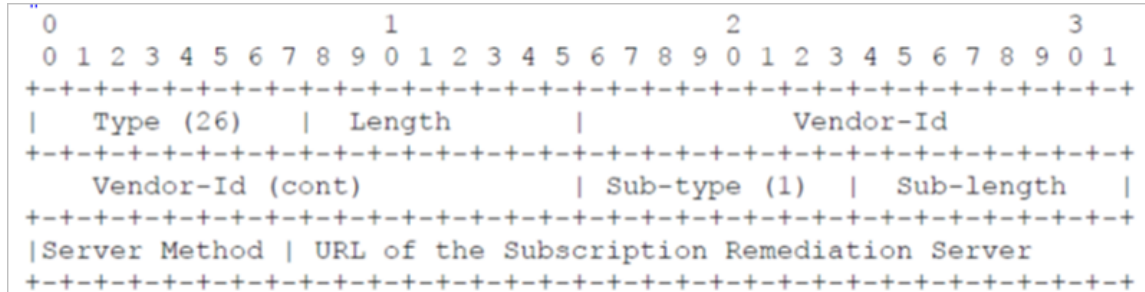 "
 0                   1                   2                   3
 0 1 2 3 4 5 6 7 8 9 0 1 2 3 4 5 6 7 8 9 0 1 2 3 4 5 6 7 8 9 0 1
+-+-+-+-+-+-+-+-+-+-+-+-+-+-+-+-+-+-+-+-+-+-+-+-+-+-+-+-+-+-+-+-+
|   Type (26)   |  Length       |            Vendor-Id
+-+-+-+-+-+-+-+-+-+-+-+-+-+-+-+-+-+-+-+-+-+-+-+-+-+-+-+-+-+-+-+-+
    Vendor-Id (cont)            | Sub-type (1)  |  Sub-length   |
+-+-+-+-+-+-+-+-+-+-+-+-+-+-+-+-+-+-+-+-+-+-+-+-+-+-+-+-+-+-+-+-+
|Server Method | URL of the Subscription Remediation Server
+-+-+-+-+-+-+-+-+-+-+-+-+-+-+-+-+-+-+-+-+-+-+-+-+-+-+-+-+-+-+-+-+